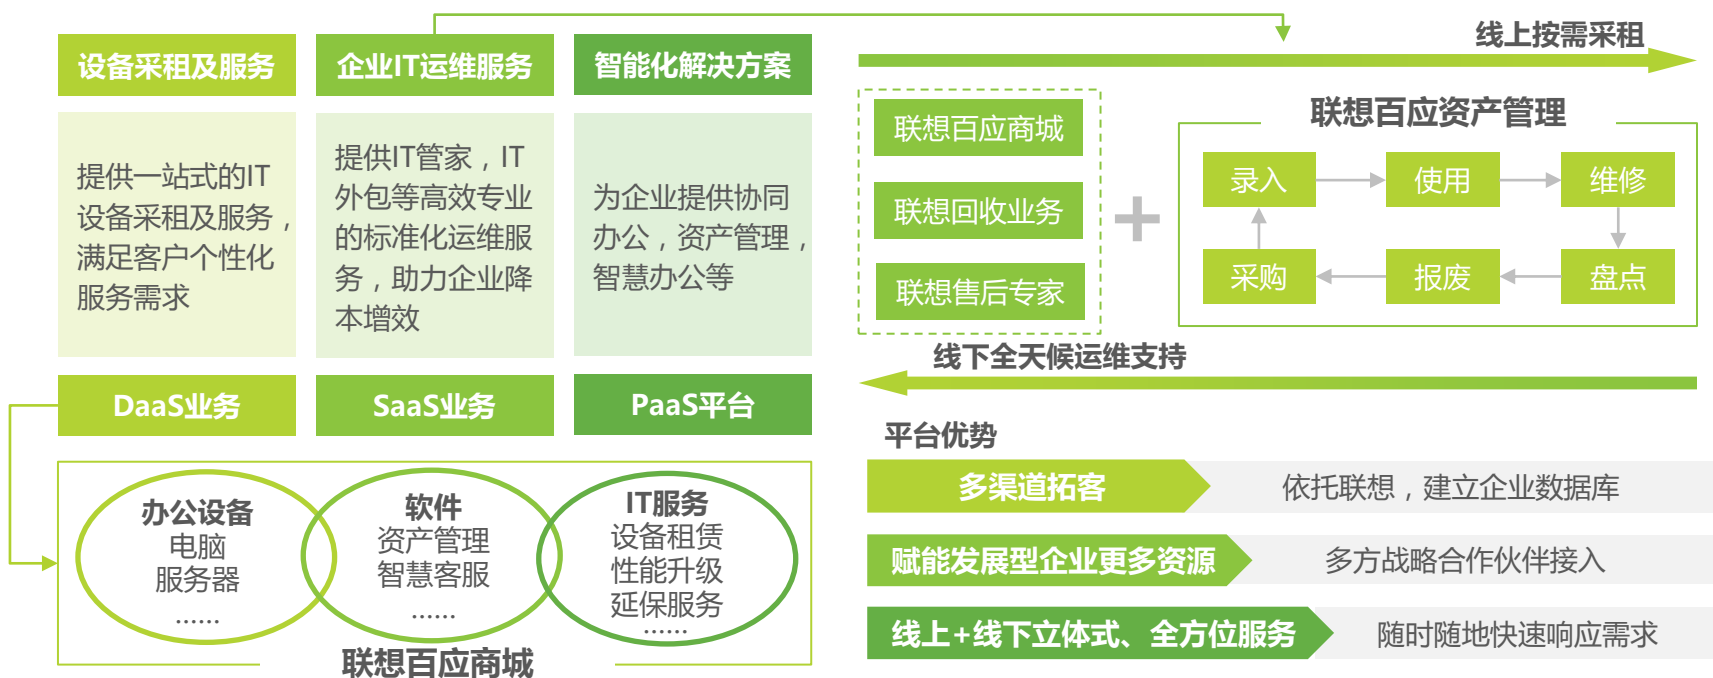 设备采租及服务
提供一站式的IT
设备采租及服务，
满足客户个性化
服务需求
DaaS业务
企业IT运维服务
提供IT管家，IT
外包等高效专业
的标准化运维服
务，助力企业降
本增效
SaaS业务
智能化解决方案
为企业提供协同
办公，资产管理，
智慧办公等
PaaS平台
办公设备
电脑
服务器
……
软件
资产管理
智慧客服
……
IT服务
设备租赁
性能升级
延保服务
……
联想百应商城
线上按需采租
联想百应商城
联想回收业务
联想售后专家
联想百应资产管理
录入
使用
维修
采购
报废
盘点
线下全天候运维支持
平台优势
多渠道拓客
依托联想，建立企业数据库
赋能发展型企业更多资源
多方战略合作伙伴接入
线上+线下立体式、全方位服务
随时随地快速响应需求